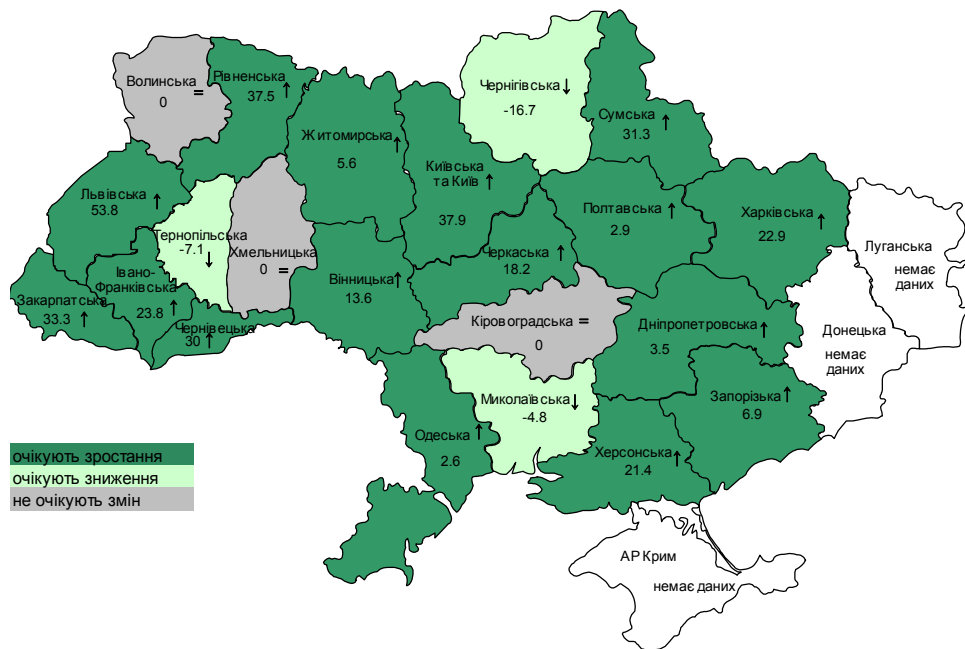 Волинська
0 =
Рівненська ↑
37.5
Житомирська ↑
5.6
Київська
та Київ ↑
37.9
Чернігівська ↓
-16.7
Сумська ↑
31.3
Львівська ↑
53.8
Тернопільська
-7.1 ↓
Хмельницька
0 =
Вінницька ↑
13.6
Черкаська ↑
18.2
Полтавська ↑
2.9
Харківська ↑
22.9
Луганська
немає
даних
Закарпатська
33.3 ↑
Івано-
Франківська
23.8 ↑
Чернівецька
30 ↑
Кіровоградська =
0
Дніпропетровська ↑
3.5
Донецька
немає
даних
Миколаївська ↓
-4.8
Запорізька ↑
6.9
Одеська ↑
2.6
Херсонська ↑
21.4
очікують зростання
очікують зниження
не очікують змін
АР Крим
немає даних